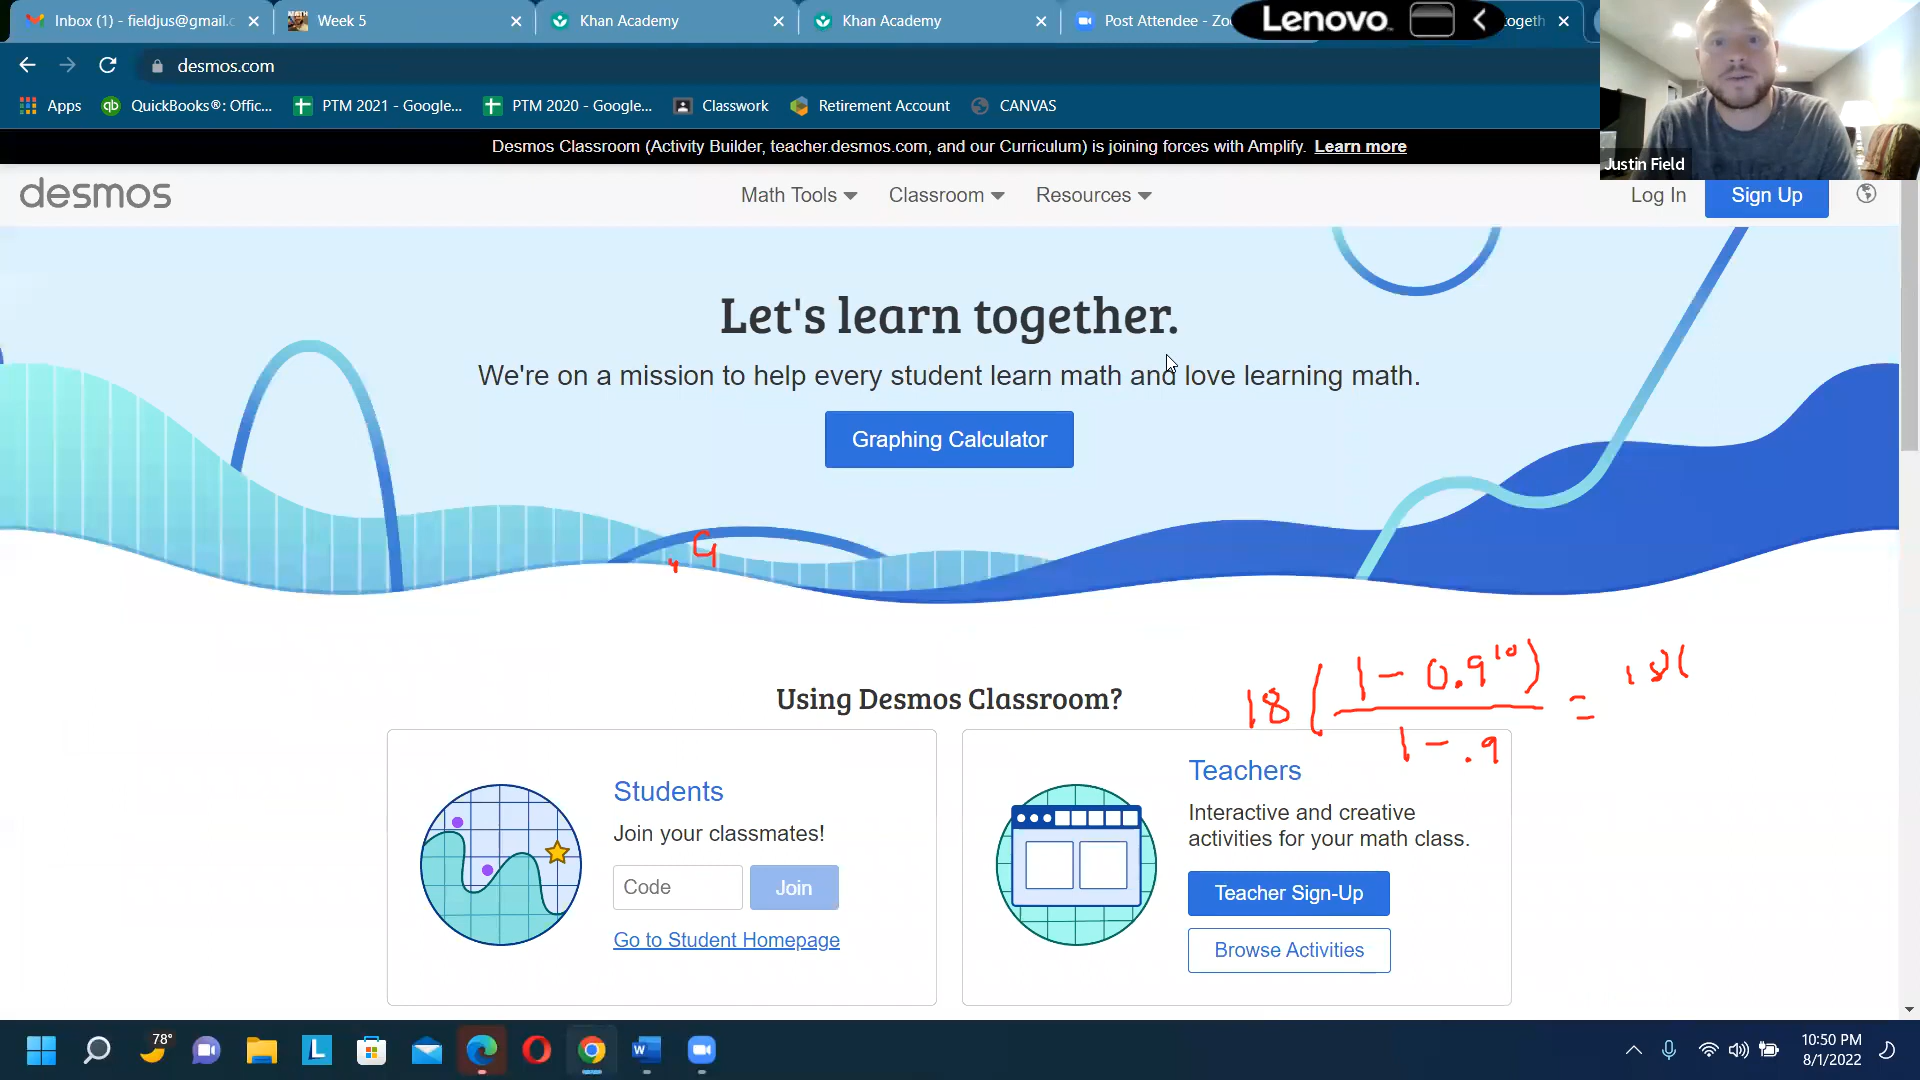 Inbox (1) - fieldjus@gmail.c
Week 5
Khan Academy
Khan Academy
Post Attendee - Zo
Lenovo
ogeth
desmos.com
Apps
QuickBooks®: Offic...
PTM 2021 - Google...
PTM 2020 - Google...
Classwork
Retirement Account
CANVAS
Desmos Classroom (Activity Builder, teacher.desmos.com, and our Curriculum) is joining forces with Amplify. Learn more
Justin Field
desmos
Math Tools
Classroom
Resources
Log In
Sign Up
Let's learn together.
We're on a mission to help every student learn math and love learning math.
Graphing Calculator
18 ( 1 - 0.9^10 ) / 1 - .9 =
Using Desmos Classroom?
Students
Join your classmates!
Code
Join
Go to Student Homepage
Teachers
Interactive and creative
activities for your math class.
Teacher Sign-Up
Browse Activities
78°
10:50 PM
8/1/2022